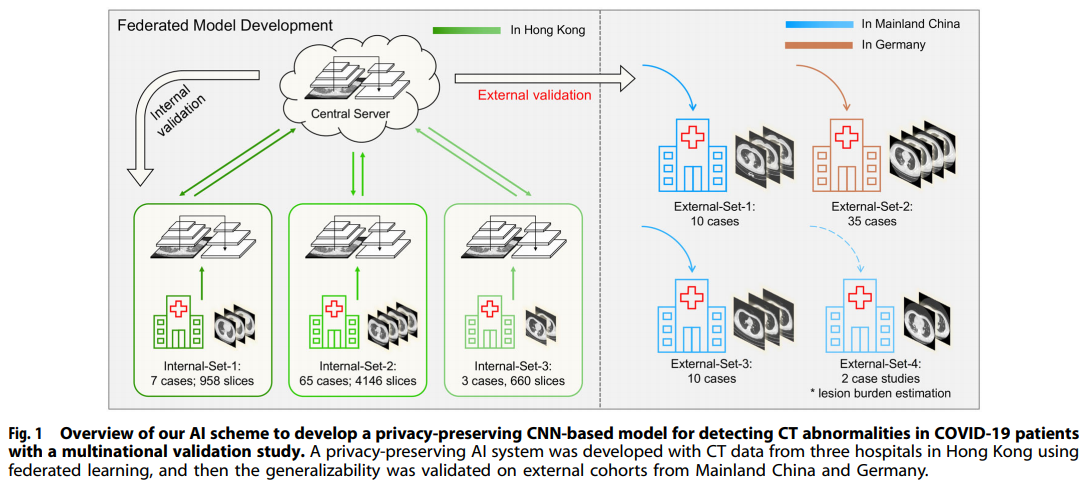 Federated Model Development
In Hong Kong
In Mainland China
In Germany
Central Server
Internal
validation
External validation
Internal-Set-1:
7 cases; 958 slices
Internal-Set-2:
65 cases; 4146 slices
Internal-Set-3:
3 cases, 660 slices
External-Set-1:
10 cases
External-Set-2:
35 cases
External-Set-3:
10 cases
External-Set-4:
2 case studies
* lesion burden estimation
Fig. 1 Overview of our AI scheme to develop a privacy-preserving CNN-based model for detecting CT abnormalities in COVID-19 patients
with a multinational validation study. A privacy-preserving AI system was developed with CT data from three hospitals in Hong Kong using
federated learning, and then the generalizability was validated on external cohorts from Mainland China and Germany.